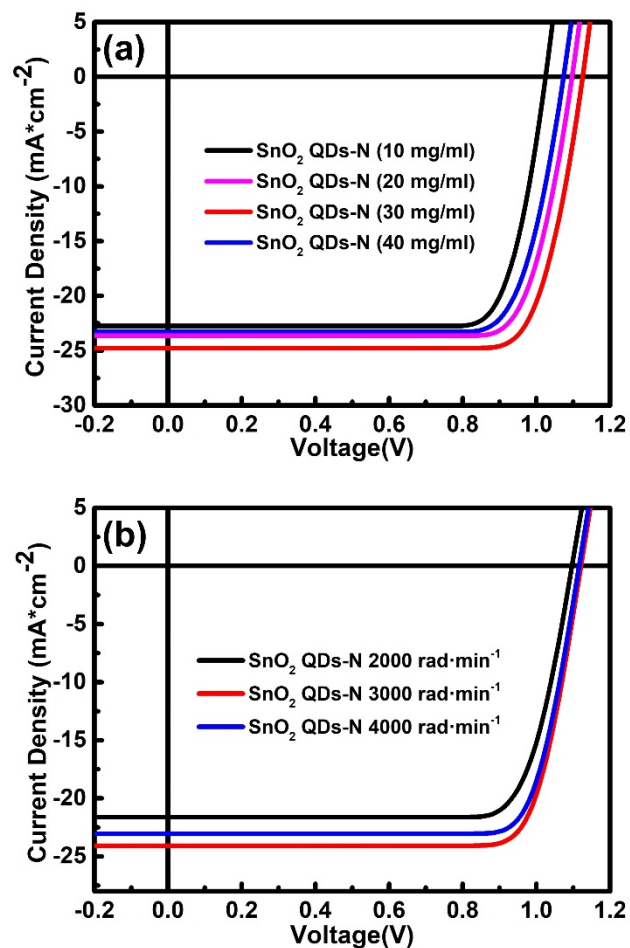 (a)
5
0
-5
-10
-15
-20
-25
-30
Current Density (mA*cm⁻²)
SnO₂ QDs-N (10 mg/ml)
SnO₂ QDs-N (20 mg/ml)
SnO₂ QDs-N (30 mg/ml)
SnO₂ QDs-N (40 mg/ml)
-0.2 0.0 0.2 0.4 0.6 0.8 1.0 1.2
Voltage(V)
(b)
5
0
-5
-10
-15
-20
-25
Current Density (mA*cm⁻²)
SnO₂ QDs-N 2000 rad·min⁻¹
SnO₂ QDs-N 3000 rad·min⁻¹
SnO₂ QDs-N 4000 rad·min⁻¹
-0.2 0.0 0.2 0.4 0.6 0.8 1.0 1.2
Voltage(V)